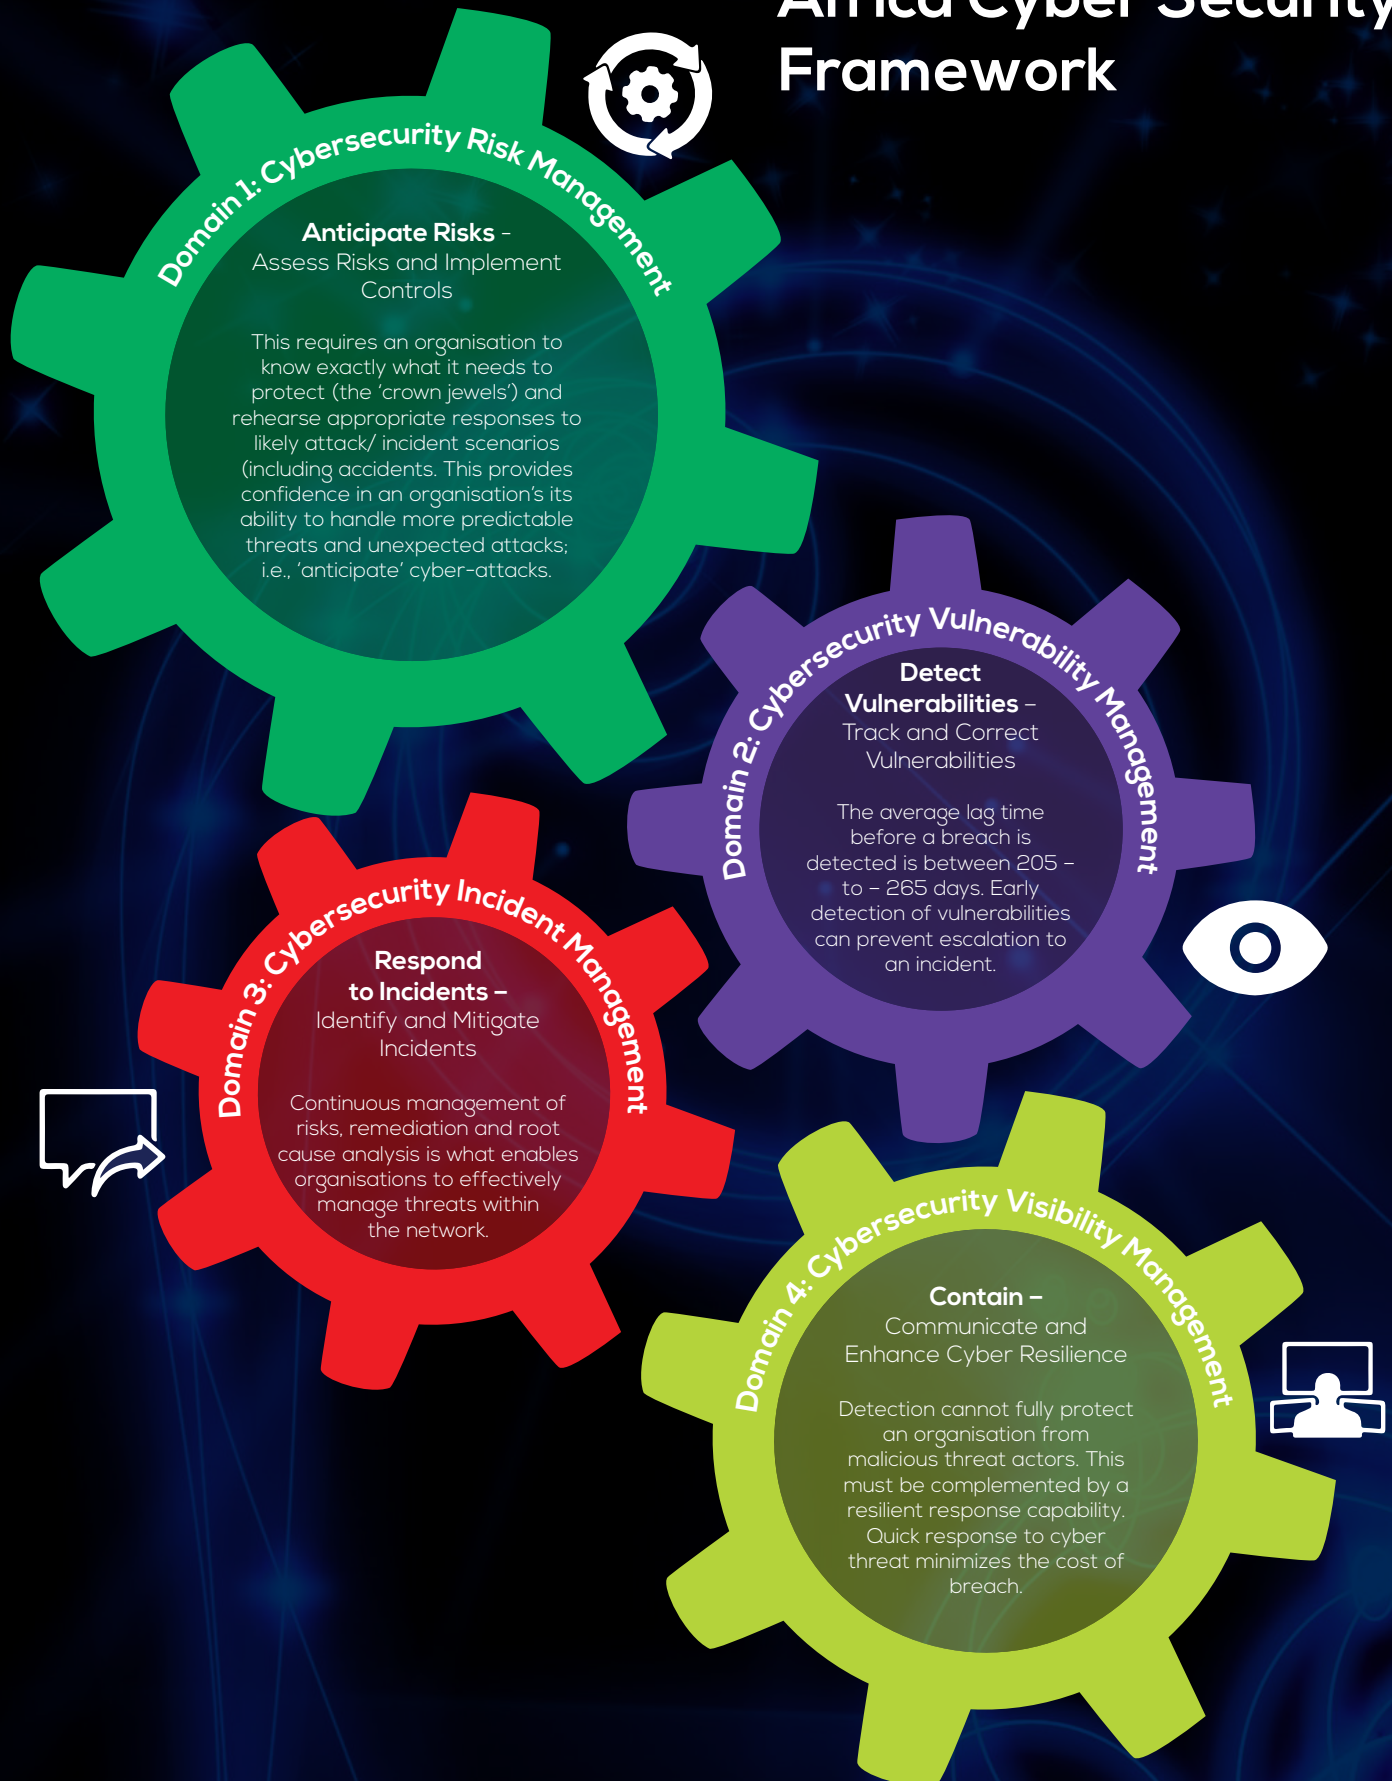 Africa Cyber Security
Framework
Domain 1: Cybersecurity Risk Management
Anticipate Risks -
Assess Risks and Implement
Controls
This requires an organisation to
know exactly what it needs to
protect (the ‘crown jewels’) and
rehearse appropriate responses to
likely attack/ incident scenarios
(including accidents. This provides
confidence in an organisation’s its
ability to handle more predictable
threats and unexpected attacks;
i.e., ‘anticipate’ cyber-attacks.
Domain 2: Cybersecurity Vulnerability Management
Detect
Vulnerabilities –
Track and Correct
Vulnerabilities
The average lag time
before a breach is
detected is between 205 –
to – 265 days. Early
detection of vulnerabilities
can prevent escalation to
an incident.
Domain 3: Cybersecurity Incident Management
Respond
to Incidents –
Identify and Mitigate
Incidents
Continuous management of
risks, remediation and root
cause analysis is what enables
organisations to effectively
manage threats within
the network.
Domain 4: Cybersecurity Visibility Management
Contain –
Communicate and
Enhance Cyber Resilience
Detection cannot fully protect
an organisation from
malicious threat actors. This
must be complemented by a
resilient response capability.
Quick response to cyber
threat minimizes the cost of
breach.